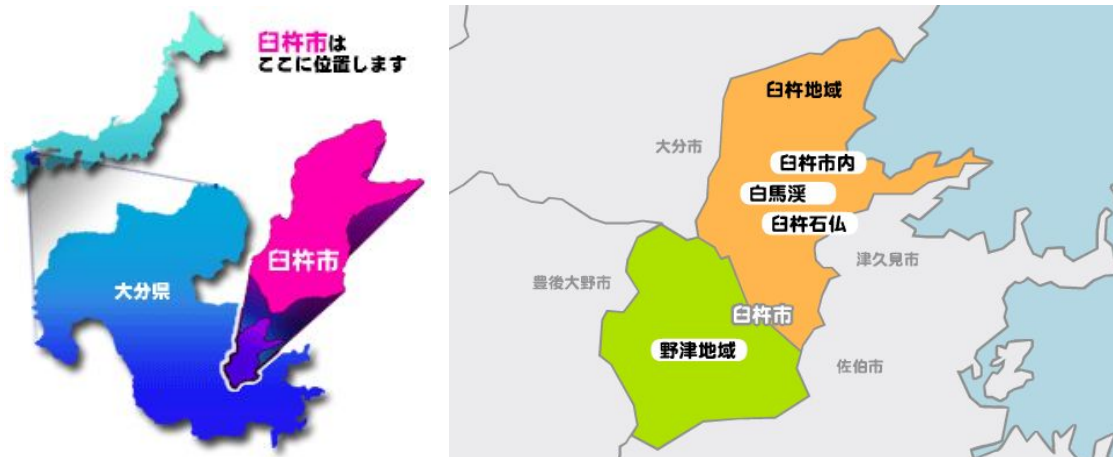 臼杵市は
ここに位置します
臼杵市
大分県
臼杵地域
大分市
臼杵市内
白馬渓
臼杵石仏
津久見市
豊後大野市
臼杵市
野津地域
佐伯市